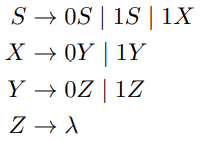 S → 0S | 1S | 1X
X → 0Y | 1Y
Y → 0Z | 1Z
Z → λ